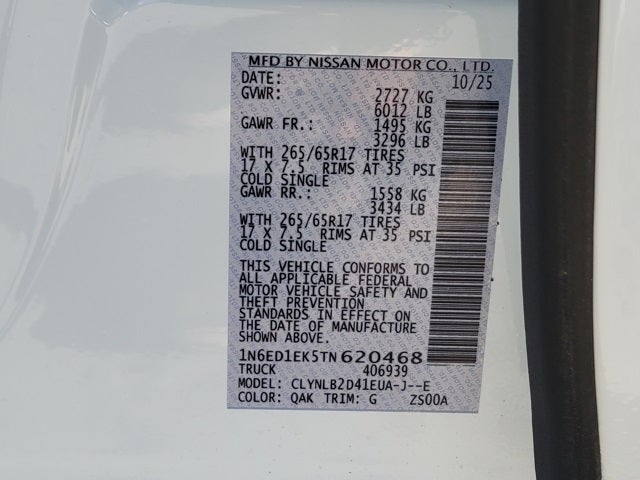 MFD BY NISSAN MOTOR CO., LTD.
DATE: 10/25
GVWR: 2727 KG
6012 LB
GAWR FR.: 1495 KG
3296 LB
WITH 265/65R17 TIRES
17 X 7.5 RIMS AT 35 PSI
COLD SINGLE
GAWR RR.: 1558 KG
3434 LB
WITH 265/65R17 TIRES
17 X 7.5 RIMS AT 35 PSI
COLD SINGLE
THIS VEHICLE CONFORMS TO
ALL APPLICABLE FEDERAL
MOTOR VEHICLE SAFETY AND
THEFT PREVENTION
STANDARDS IN EFFECT ON
THE DATE OF MANUFACTURE
SHOWN ABOVE.
1N6ED1EK5TN620468
TRUCK 406939
MODEL: CLYNLB2D41EUA-J--E
COLOR: QAK TRIM: G ZS00A